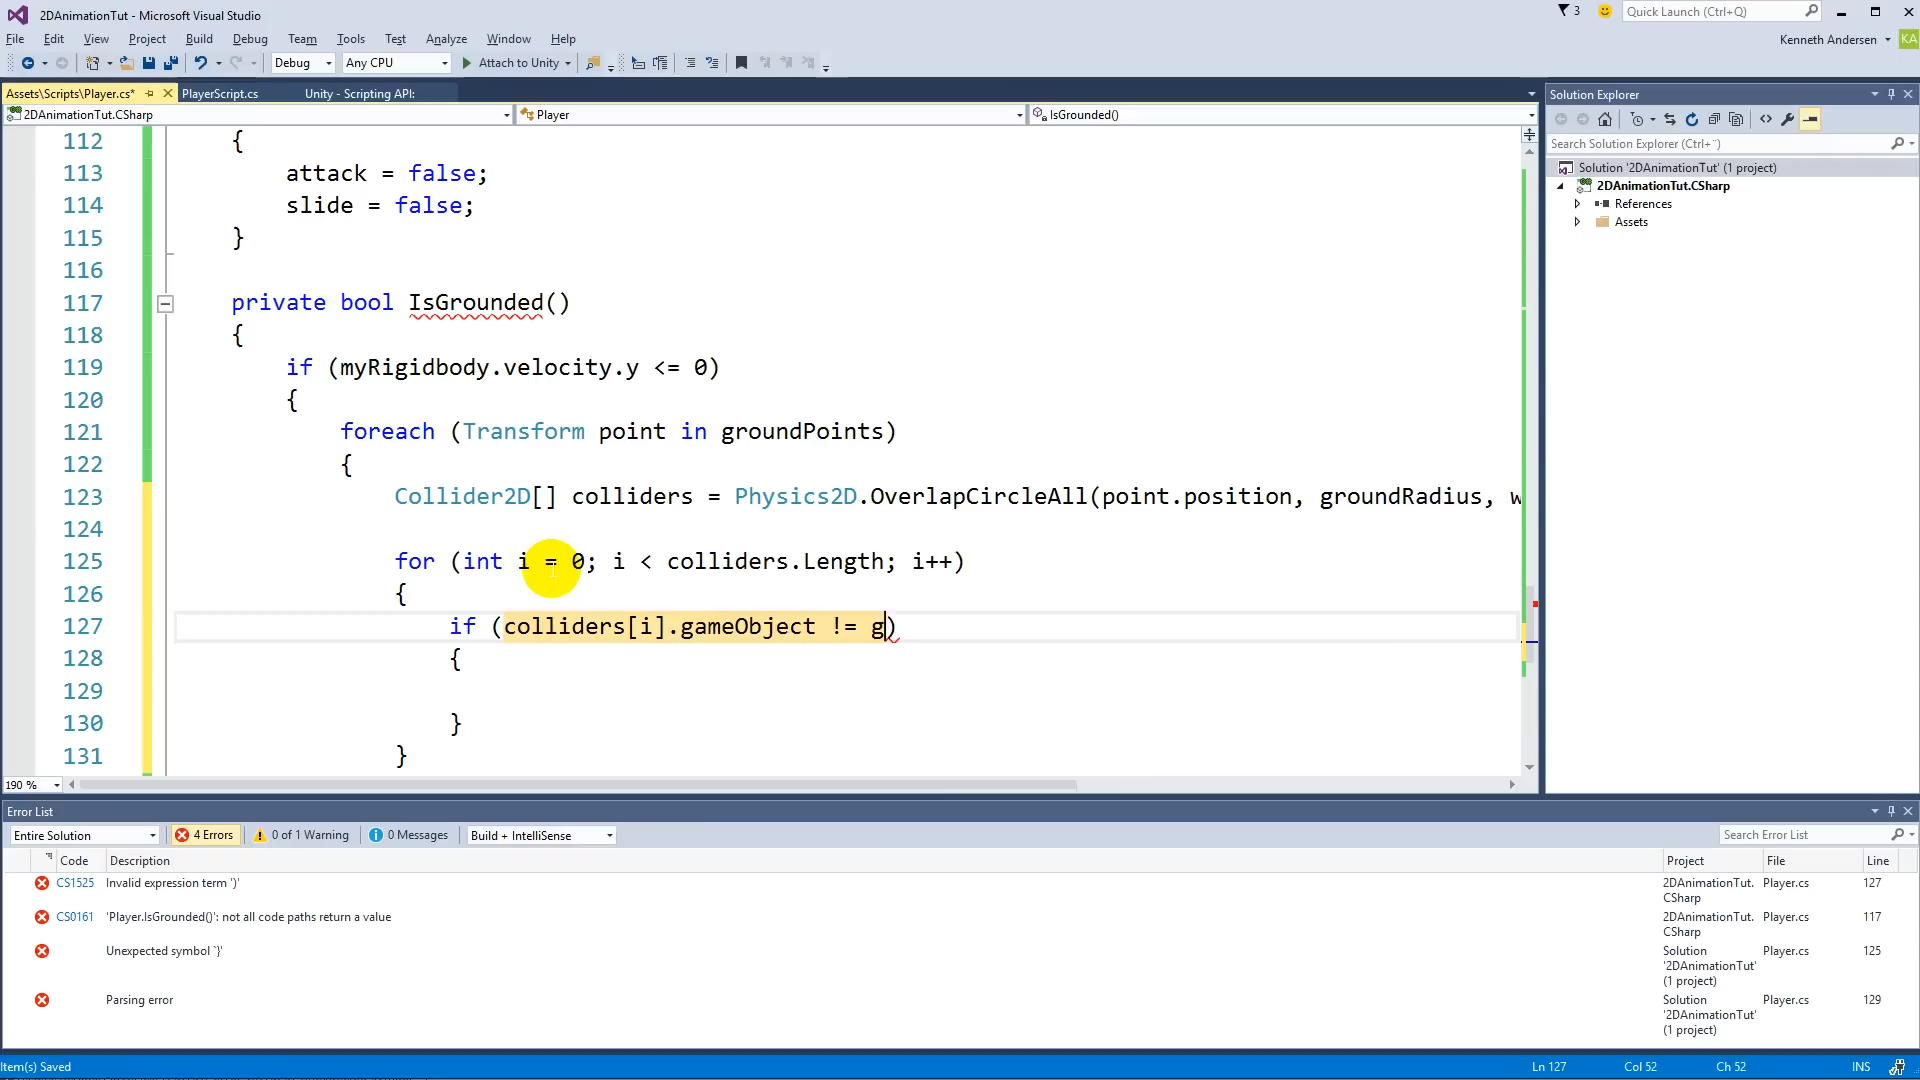 2DAnimationTut - Microsoft Visual Studio
3
Quick Launch (Ctrl+Q)
File Edit View Project Build Debug Team Tools Test Analyze Window Help
Kenneth Andersen KA
Debug Any CPU Attach to Unity
Assets\Scripts\Player.cs* PlayerScript.cs Unity - Scripting API:
2DAnimationTut.CSharp Player IsGrounded()
112 {
113 attack = false;
114 slide = false;
115 }
116
117 private bool IsGrounded()
118 {
119 if (myRigidbody.velocity.y <= 0)
120 {
121 foreach (Transform point in groundPoints)
122 {
123 Collider2D[] colliders = Physics2D.OverlapCircleAll(point.position, groundRadius, w
124
125 for (int i = 0; i < colliders.Length; i++)
126 {
127 if (colliders[i].gameObject != g)
128 {
129
130 }
131 }
190 %
Solution Explorer
Search Solution Explorer (Ctrl+¨)
Solution '2DAnimationTut' (1 project)
2DAnimationTut.CSharp
References
Assets
Error List
Entire Solution 4 Errors 0 of 1 Warning 0 Messages Build + IntelliSense Search Error List
Code Description Project File Line
CS1525 Invalid expression term ')' 2DAnimationTut. Player.cs 127
CSharp
CS0161 'Player.IsGrounded()': not all code paths return a value 2DAnimationTut. Player.cs 117
CSharp
Unexpected symbol `}' Solution Player.cs 125
'2DAnimationTut'
(1 project)
Parsing error Solution Player.cs 129
'2DAnimationTut'
(1 project)
Item(s) Saved Ln 127 Col 52 Ch 52 INS